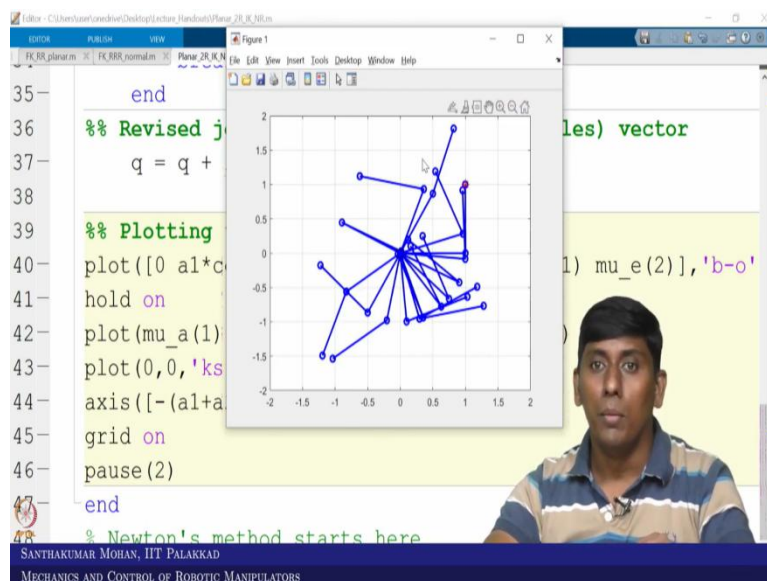 Editor - C:\Users\user\onedrive\Desktop\Lecture_Handouts\Planar_2R_IK_NR.m
EDITOR PUBLISH VIEW
FK_RR_planar.m FK_RRR_normal.m Planar_2R_IK_N
Figure 1
File Edit View Insert Tools Desktop Window Help
2
1.5
1
0.5
0
-0.5
-1
-1.5
-2
-2 -1.5 -1 -0.5 0 0.5 1 1.5 2
35 end
36 %% Revised j les) vector
37 q = q +
38
39 %% Plotting
40 plot([0 a1*c 1) mu_e(2)],'b-o'
41 hold on
42 plot(mu_a(1) )
43 plot(0,0,'ks
44 axis([-(a1+a
45 grid on
46 pause(2)
47 end
48 % Newton's method starts here
SANTHAKUMAR MOHAN, IIT PALAKKAD
MECHANICS AND CONTROL OF ROBOTIC MANIPULATORS